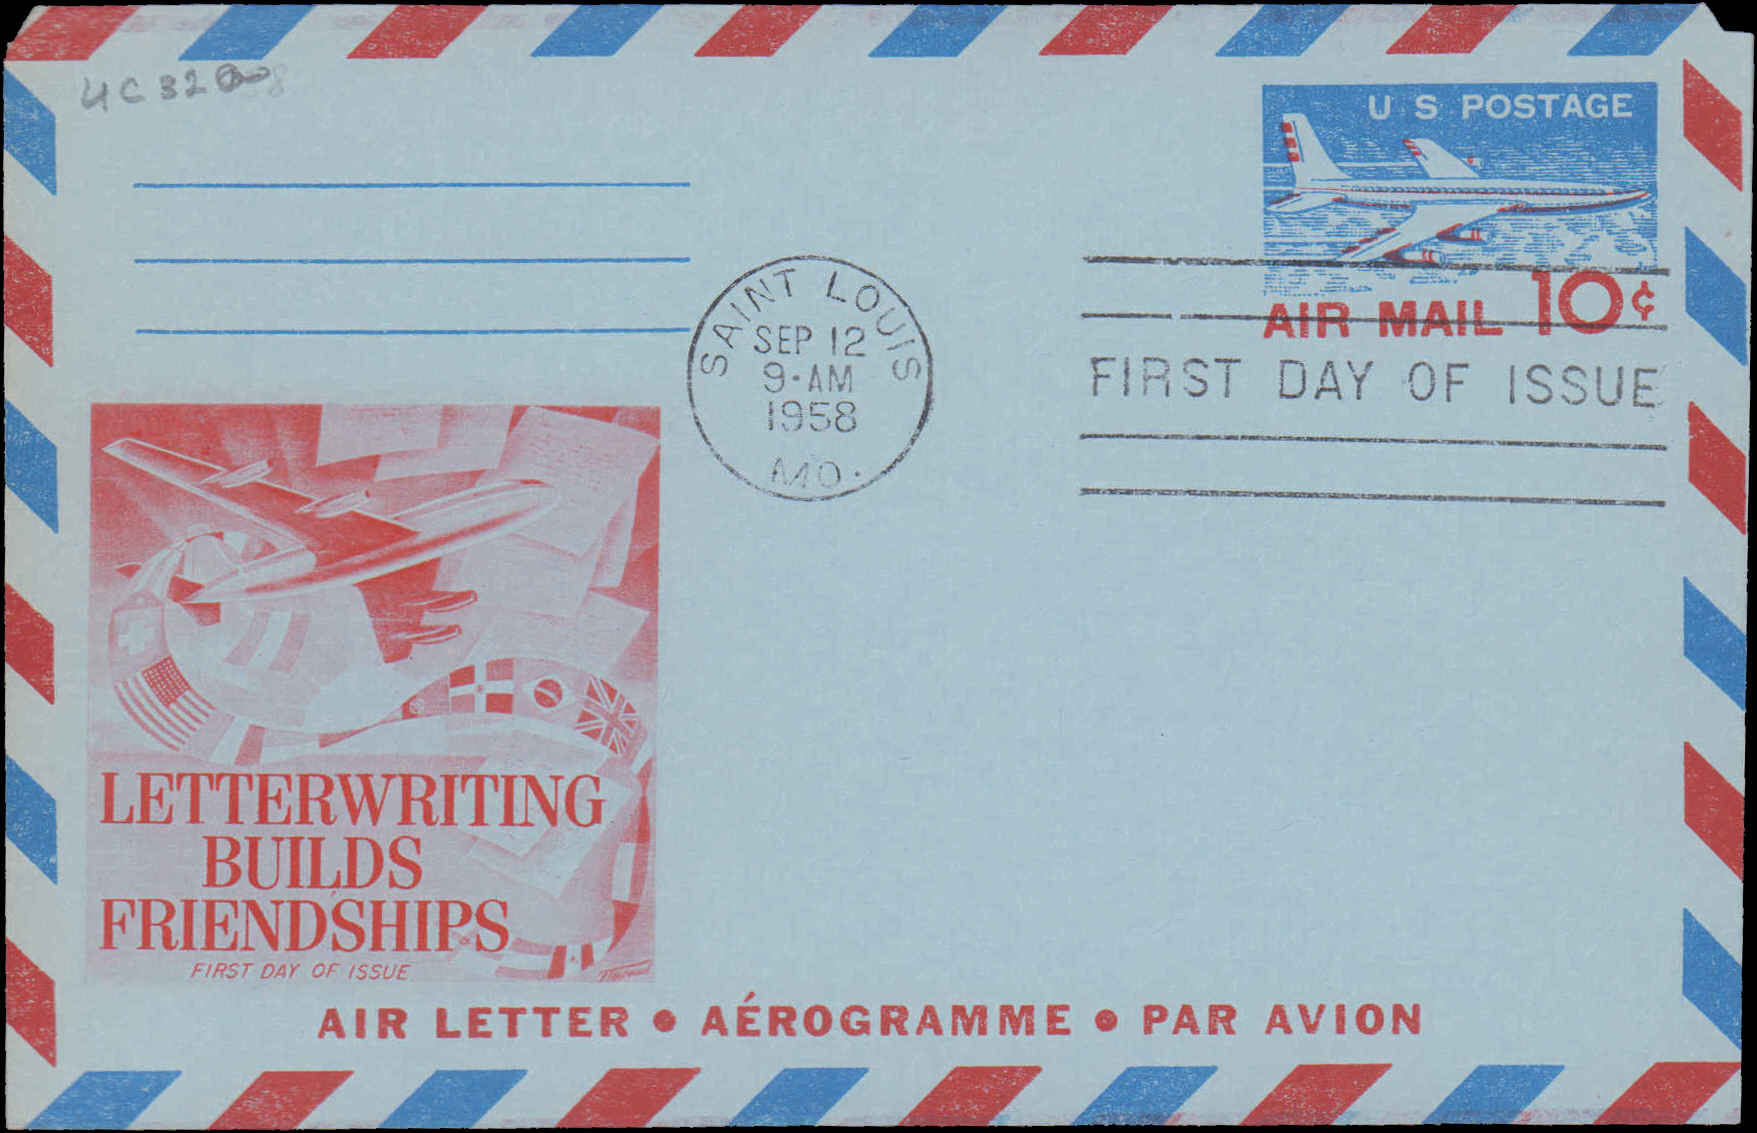 UC32
U S POSTAGE
AIR MAIL 10¢
SAINT LOUIS
SEP 12
9-AM
1958
MO.
FIRST DAY OF ISSUE
LETTERWRITING
BUILDS
FRIENDSHIPS
FIRST DAY OF ISSUE
AIR LETTER • AÉROGRAMME • PAR AVION